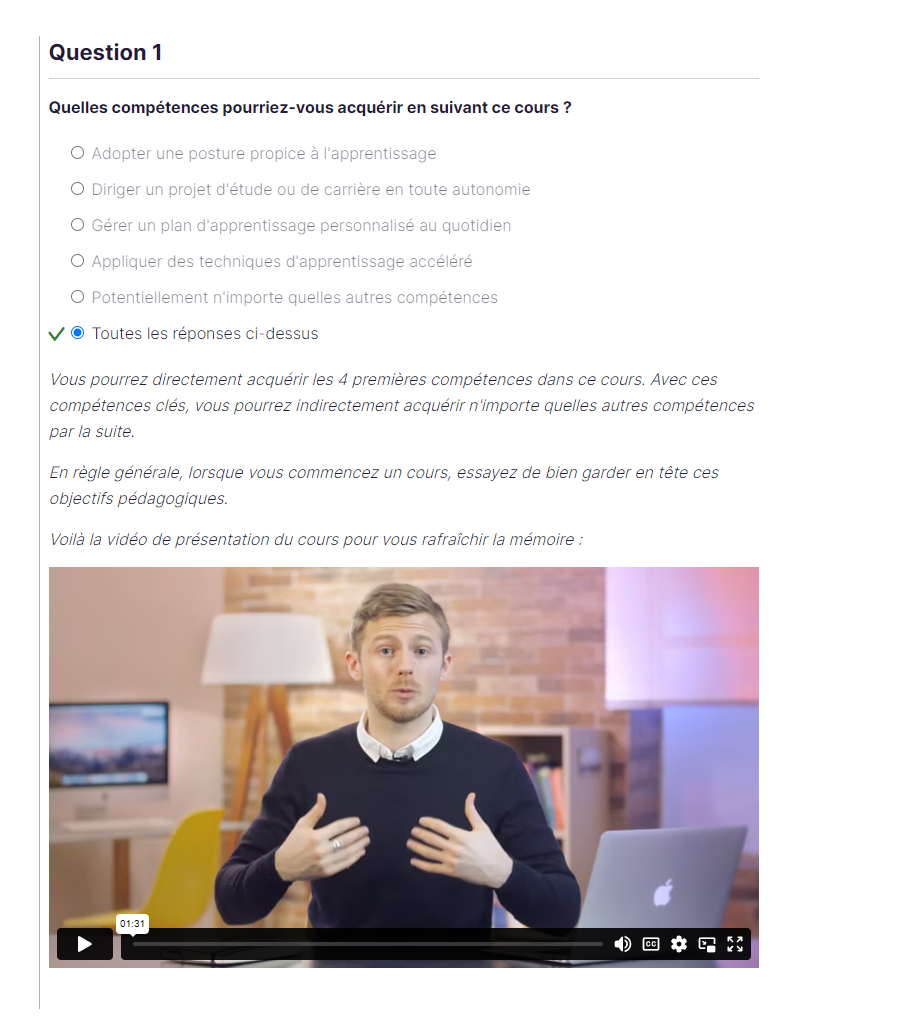 Question 1
Quelles compétences pourriez-vous acquérir en suivant ce cours ?
Adopter une posture propice à l'apprentissage
Diriger un projet d'étude ou de carrière en toute autonomie
Gérer un plan d'apprentissage personnalisé au quotidien
Appliquer des techniques d'apprentissage accéléré
Potentiellement n'importe quelles autres compétences
Toutes les réponses ci-dessus
Vous pourrez directement acquérir les 4 premières compétences dans ce cours. Avec ces
compétences clés, vous pourrez indirectement acquérir n'importe quelles autres compétences
par la suite.
En règle générale, lorsque vous commencez un cours, essayez de bien garder en tête ces
objectifs pédagogiques.
Voilà la vidéo de présentation du cours pour vous rafraîchir la mémoire :
01:31
CC